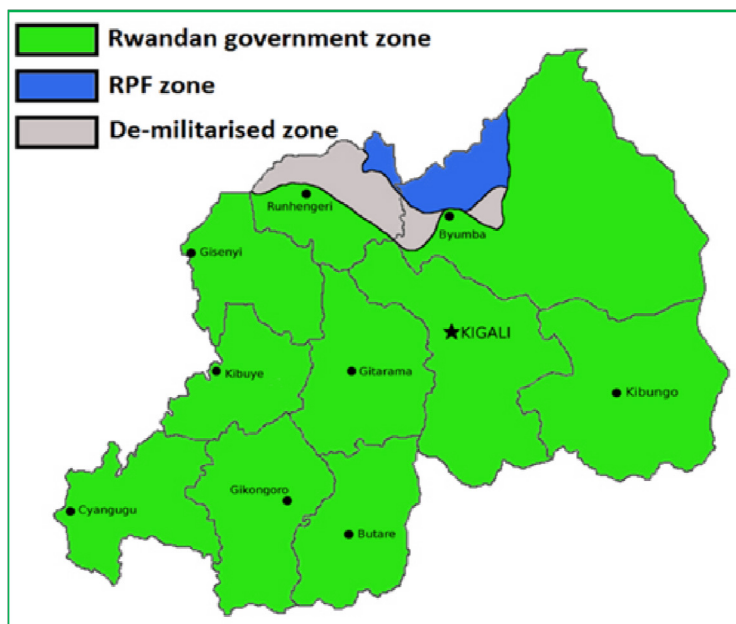 Rwandan government zone
RPF zone
De-militarised zone
Runhengeri
Byumba
Gisenyi
KIGALI
Kibuye
Gitarama
Kibungo
Gikongoro
Cyangugu
Butare